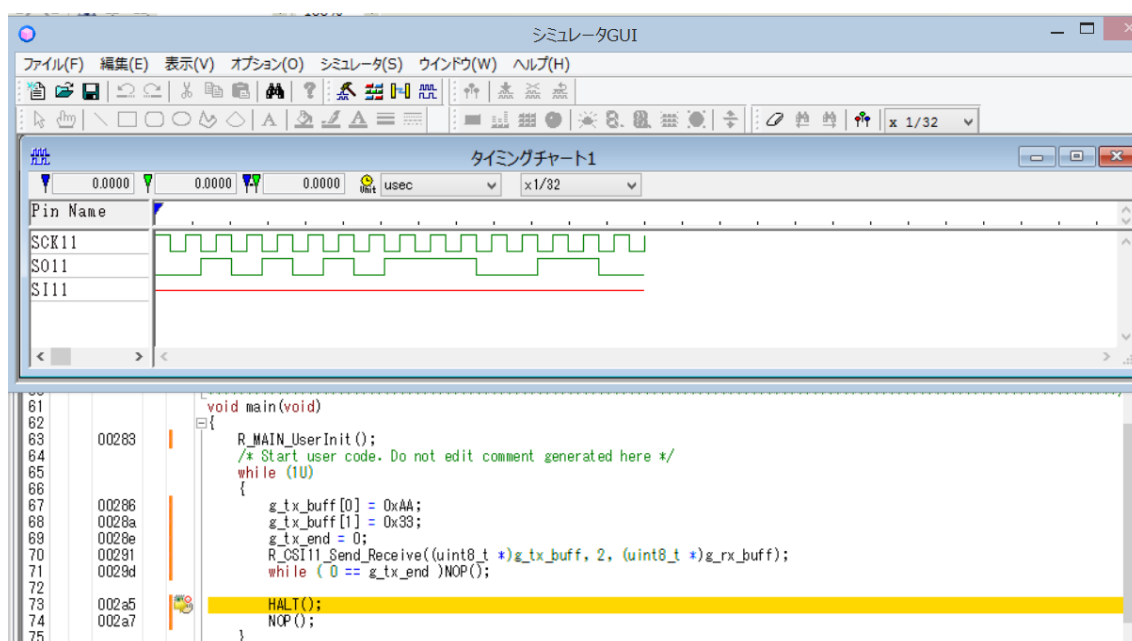 シミュレータGUI
ファイル(F) 編集(E) 表示(V) オプション(O) シミュレータ(S) ウインドウ(W) ヘルプ(H)
A A x 1/32
タイミングチャート1
0.0000 0.0000 0.0000 Unit usec x1/32
Pin Name
SCK11
SO11
SI11
61 void main(void)
62 {
63 00283 R_MAIN_UserInit();
64 /* Start user code. Do not edit comment generated here */
65 while (1U)
66 {
67 00286 g_tx_buff[0] = 0xAA;
68 0028a g_tx_buff[1] = 0x33;
69 0028e g_tx_end = 0;
70 00291 R_CSI11_Send_Receive((uint8_t *)g_tx_buff, 2, (uint8_t *)g_rx_buff);
71 0029d while ( 0 == g_tx_end )NOP();
72
73 002a5 HALT();
74 002a7 NOP();
75 }